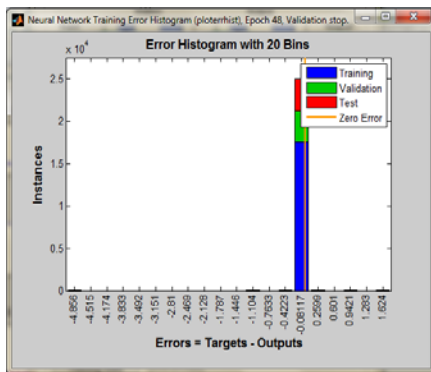 Neural Network Training Error Histogram (ploterrhist), Epoch 48, Validation stop.
Error Histogram with 20 Bins
x 10⁴
2.5
2
1.5
1
0.5
0
Instances
Training
Validation
Test
Zero Error
-4.856
-4.515
-4.174
-3.833
-3.492
-3.151
-2.81
-2.469
-2.128
-1.787
-1.446
-1.104
-0.7633
-0.4223
-0.08117
0.2599
0.601
0.9421
1.283
1.624
Errors = Targets - Outputs